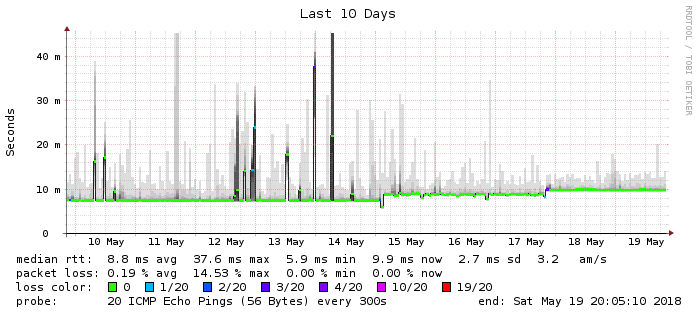 Last 10 Days
RRDTOOL / TOBI OETIKER
Seconds
40 m
30 m
20 m
10 m
0
10 May 11 May 12 May 13 May 14 May 15 May 16 May 17 May 18 May 19 May
median rtt: 8.8 ms avg 37.6 ms max 5.9 ms min 9.9 ms now 2.7 ms sd 3.2 am/s
packet loss: 0.19 % avg 14.53 % max 0.00 % min 0.00 % now
loss color: 0 1/20 2/20 3/20 4/20 10/20 19/20
probe: 20 ICMP Echo Pings (56 Bytes) every 300s end: Sat May 19 20:05:10 2018